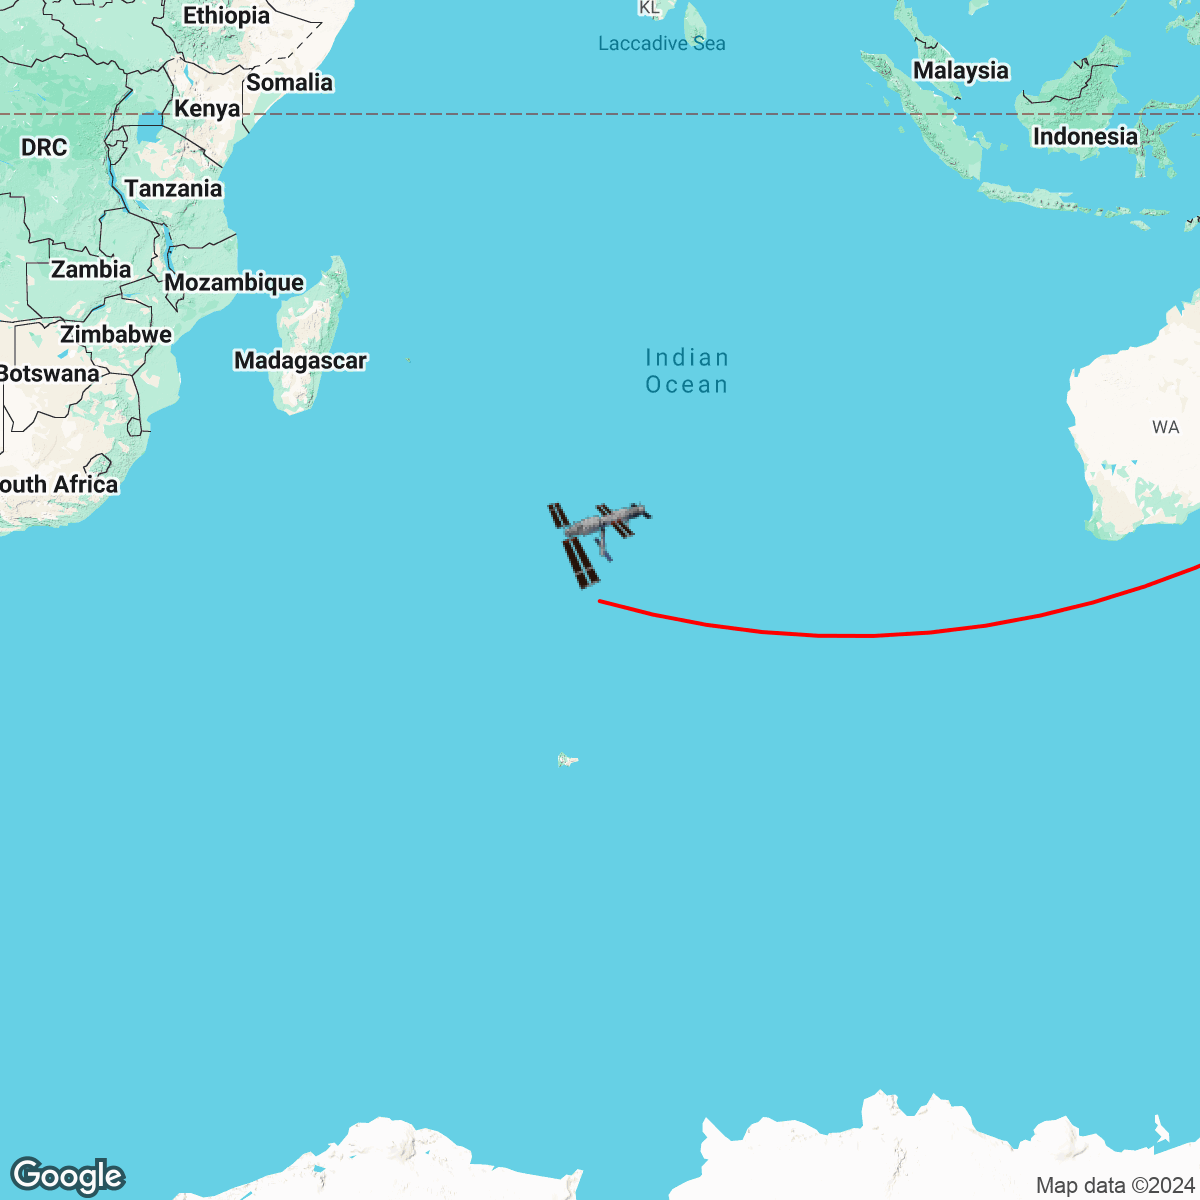 Ethiopia
KL
Laccadive Sea
Malaysia
Somalia
Kenya
Indonesia
DRC
Tanzania
Zambia
Mozambique
Zimbabwe
Indian
Ocean
Madagascar
Botswana
WA
outh Africa
Google
Map data ©2024